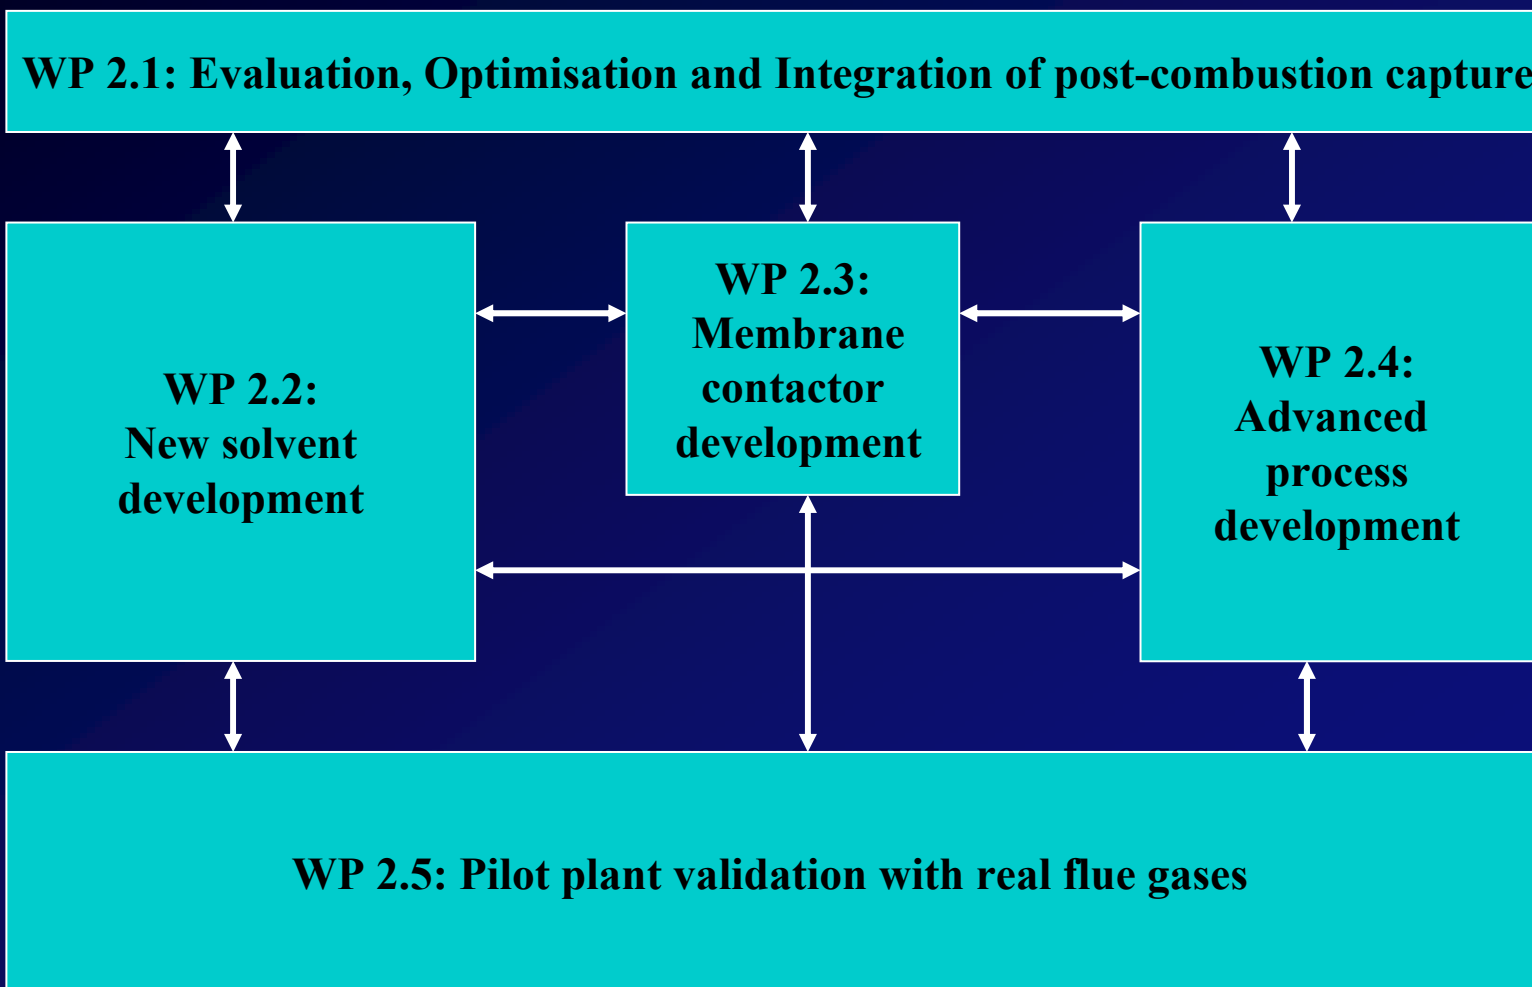 WP 2.1: Evaluation, Optimisation and Integration of post-combustion capture
WP 2.2:
New solvent
development
WP 2.3:
Membrane
contactor
development
WP 2.4:
Advanced
process
development
WP 2.5: Pilot plant validation with real flue gases